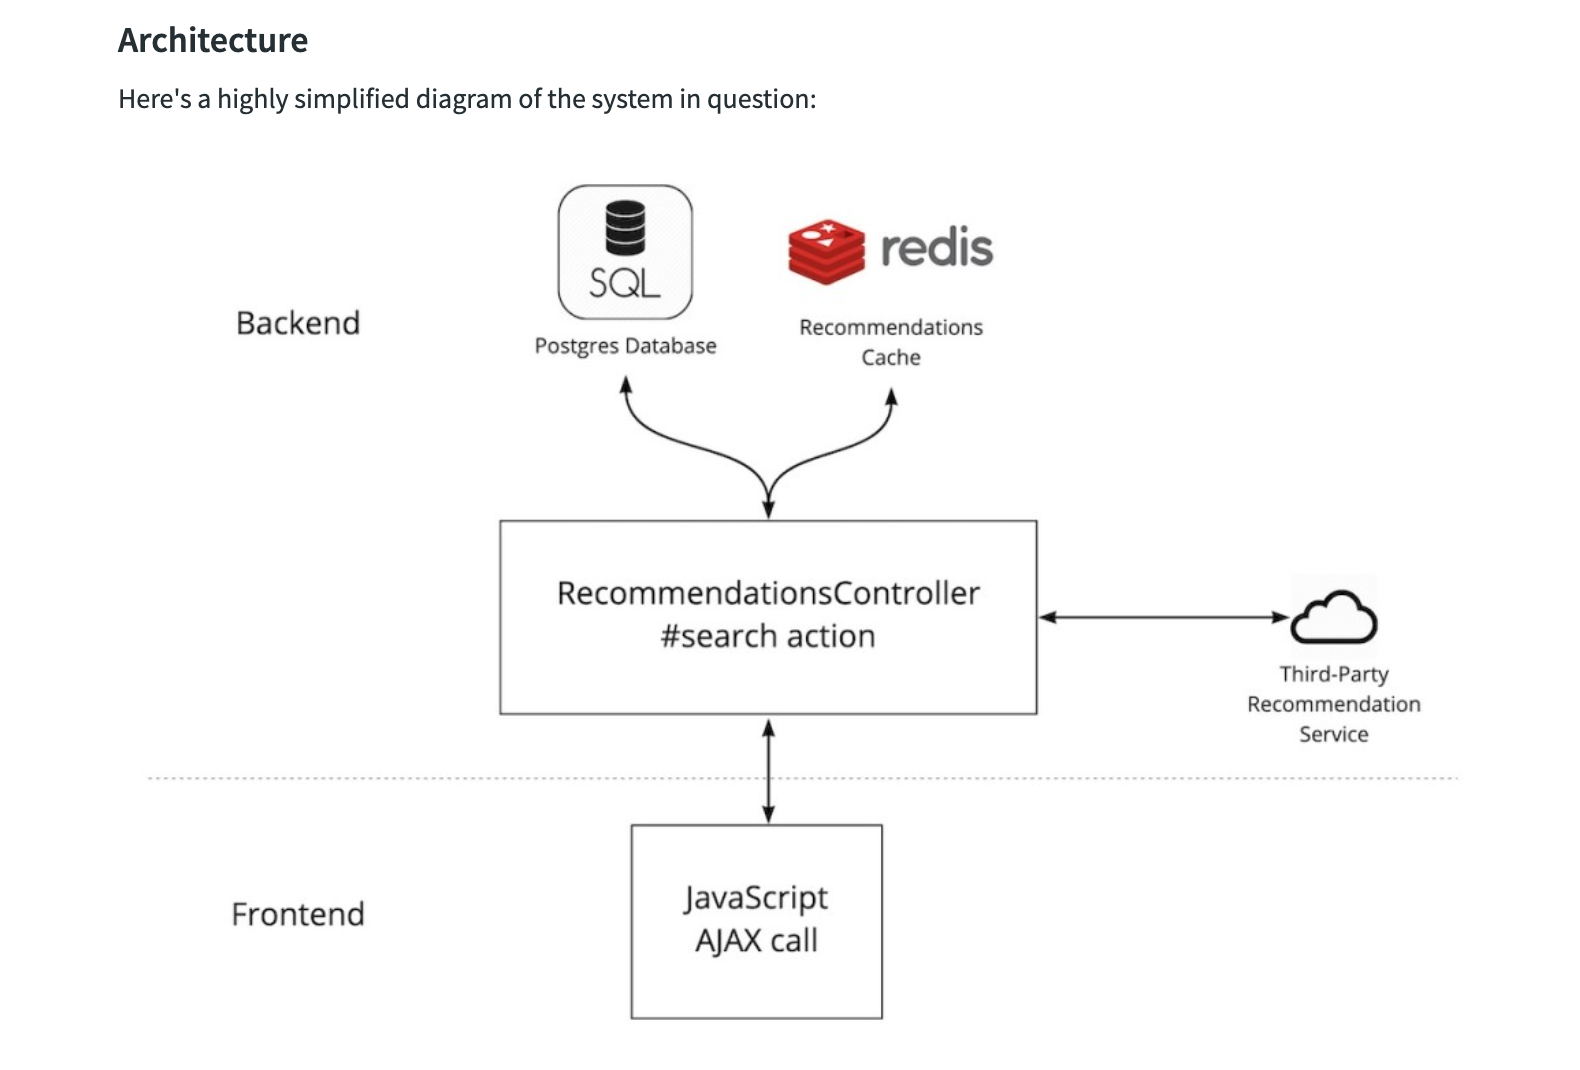 Architecture
Here's a highly simplified diagram of the system in question:
SQL
redis
Backend
Postgres Database
Recommendations
Cache
RecommendationsController
#search action
Third-Party
Recommendation
Service
Frontend
JavaScript
AJAX call